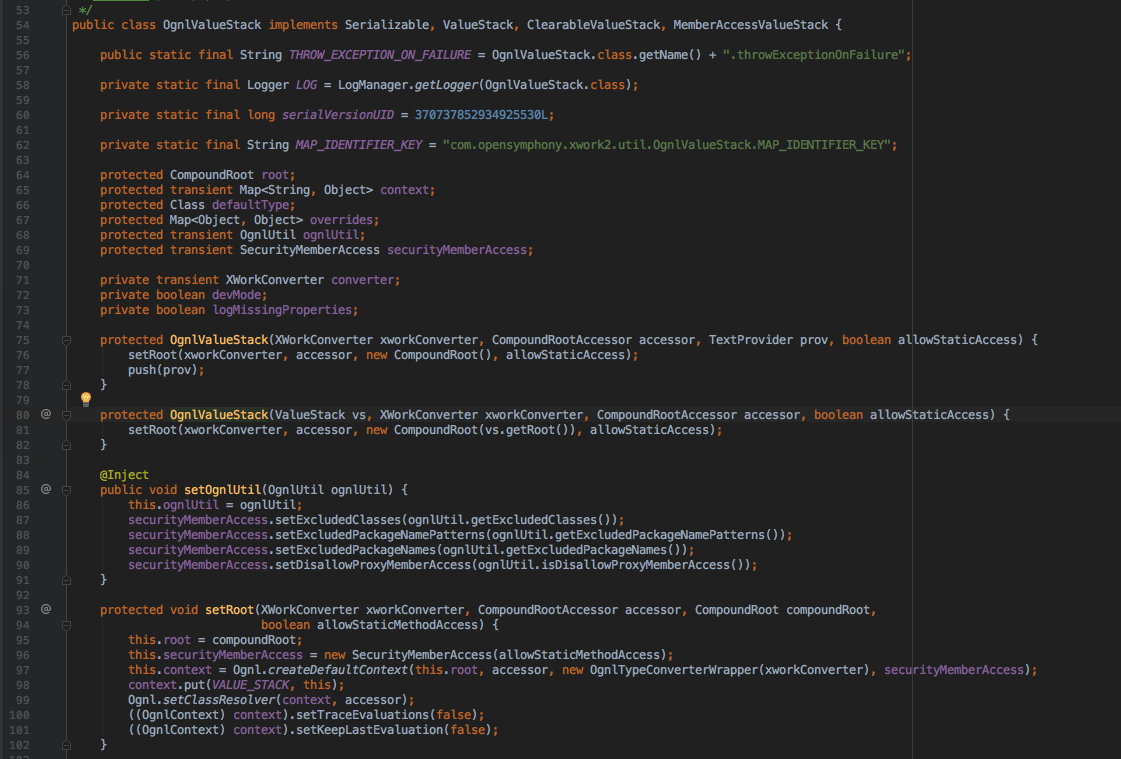 53 */
54 public class OgnlValueStack implements Serializable, ValueStack, ClearableValueStack, MemberAccessValueStack {
55
56 public static final String THROW_EXCEPTION_ON_FAILURE = OgnlValueStack.class.getName() + ".throwExceptionOnFailure";
57
58 private static final Logger LOG = LogManager.getLogger(OgnlValueStack.class);
59
60 private static final long serialVersionUID = 370737852934925530L;
61
62 private static final String MAP_IDENTIFIER_KEY = "com.opensymphony.xwork2.util.OgnlValueStack.MAP_IDENTIFIER_KEY";
63
64 protected CompoundRoot root;
65 protected transient Map<String, Object> context;
66 protected Class defaultType;
67 protected Map<Object, Object> overrides;
68 protected transient OgnlUtil ognlUtil;
69 protected transient SecurityMemberAccess securityMemberAccess;
70
71 private transient XWorkConverter converter;
72 private boolean devMode;
73 private boolean logMissingProperties;
74
75 protected OgnlValueStack(XWorkConverter xworkConverter, CompoundRootAccessor accessor, TextProvider prov, boolean allowStaticAccess) {
76 setRoot(xworkConverter, accessor, new CompoundRoot(), allowStaticAccess);
77 push(prov);
78 }
79
80 @ protected OgnlValueStack(ValueStack vs, XWorkConverter xworkConverter, CompoundRootAccessor accessor, boolean allowStaticAccess) {
81 setRoot(xworkConverter, accessor, new CompoundRoot(vs.getRoot()), allowStaticAccess);
82 }
83
84 @Inject
85 @ public void setOgnlUtil(OgnlUtil ognlUtil) {
86 this.ognlUtil = ognlUtil;
87 securityMemberAccess.setExcludedClasses(ognlUtil.getExcludedClasses());
88 securityMemberAccess.setExcludedPackageNamePatterns(ognlUtil.getExcludedPackageNamePatterns());
89 securityMemberAccess.setExcludedPackageNames(ognlUtil.getExcludedPackageNames());
90 securityMemberAccess.setDisallowProxyMemberAccess(ognlUtil.isDisallowProxyMemberAccess());
91 }
92
93 @ protected void setRoot(XWorkConverter xworkConverter, CompoundRootAccessor accessor, CompoundRoot compoundRoot,
94 boolean allowStaticMethodAccess) {
95 this.root = compoundRoot;
96 this.securityMemberAccess = new SecurityMemberAccess(allowStaticMethodAccess);
97 this.context = Ognl.createDefaultContext(this.root, accessor, new OgnlTypeConverterWrapper(xworkConverter), securityMemberAccess);
98 context.put(VALUE_STACK, this);
99 Ognl.setClassResolver(context, accessor);
100 ((OgnlContext) context).setTraceEvaluations(false);
101 ((OgnlContext) context).setKeepLastEvaluation(false);
102 }